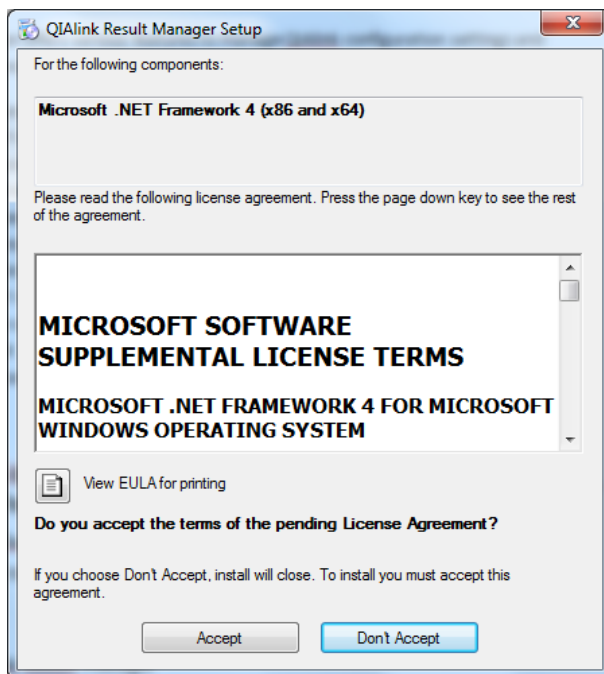 QIAlink Result Manager Setup
For the following components:
Microsoft .NET Framework 4 (x86 and x64)
Please read the following license agreement. Press the page down key to see the rest
of the agreement.
MICROSOFT SOFTWARE
SUPPLEMENTAL LICENSE TERMS
MICROSOFT .NET FRAMEWORK 4 FOR MICROSOFT
WINDOWS OPERATING SYSTEM
View EULA for printing
Do you accept the terms of the pending License Agreement?
If you choose Don't Accept, install will close. To install you must accept this
agreement.
Accept
Don't Accept